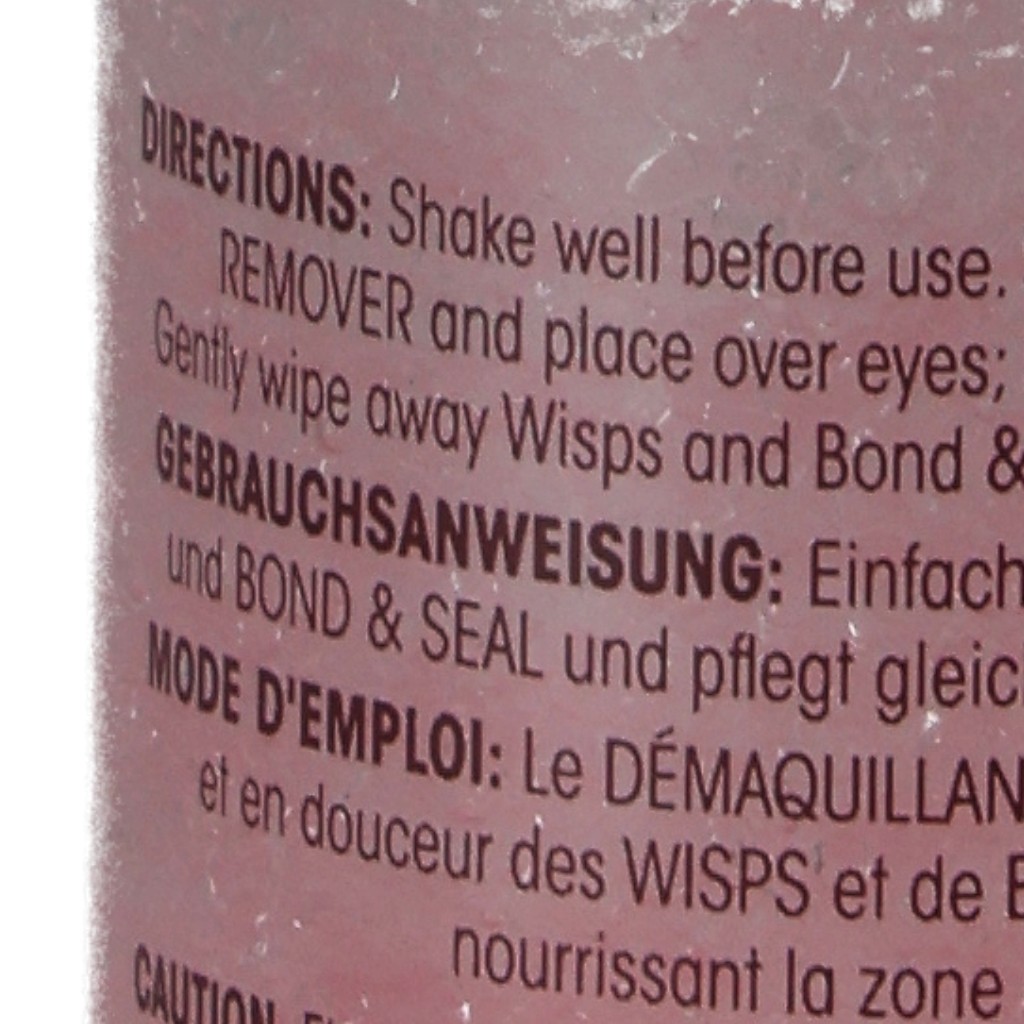 DIRECTIONS: Shake well before use.
REMOVER and place over eyes;
Gently wipe away Wisps and Bond &
GEBRAUCHSANWEISUNG: Einfach
und BOND & SEAL und pflegt gleic
MODE D'EMPLOI: Le DÉMAQUILLAN
et en douceur des WISPS et de B
nourrissant la zone
CAUTION